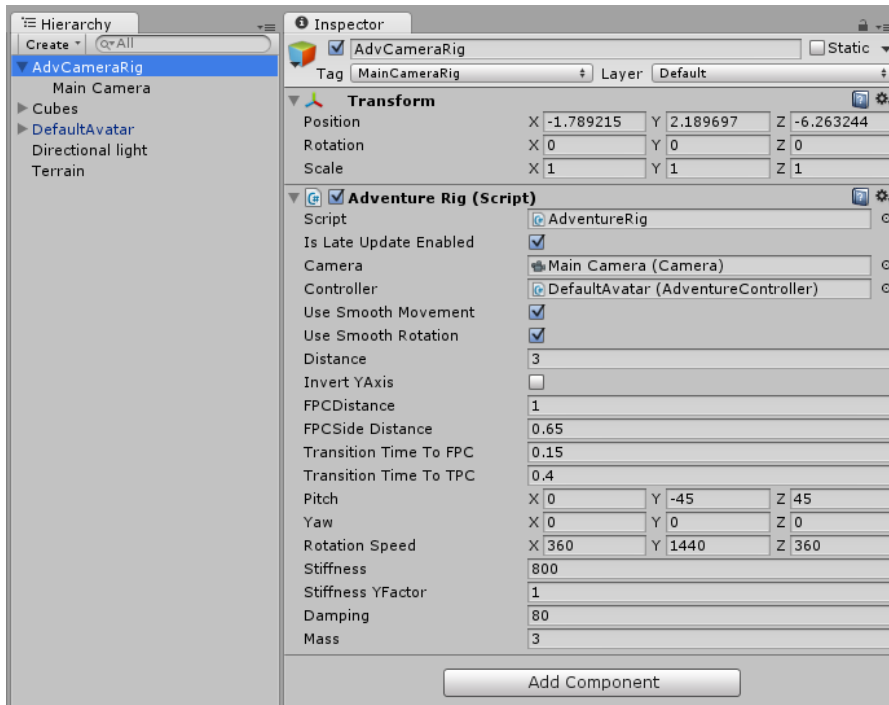 Hierarchy
Create
All
AdvCameraRig
Main Camera
Cubes
DefaultAvatar
Directional light
Terrain
Inspector
AdvCameraRig Static
Tag MainCameraRig Layer Default
Transform
Position X -1.789215 Y 2.189697 Z -6.263244
Rotation X 0 Y 0 Z 0
Scale X 1 Y 1 Z 1
Adventure Rig (Script)
Script AdventureRig
Is Late Update Enabled
Camera Main Camera (Camera)
Controller DefaultAvatar (AdventureController)
Use Smooth Movement
Use Smooth Rotation
Distance 3
Invert YAxis
FPCDistance 1
FPCSide Distance 0.65
Transition Time To FPC 0.15
Transition Time To TPC 0.4
Pitch X 0 Y -45 Z 45
Yaw X 0 Y 0 Z 0
Rotation Speed X 360 Y 1440 Z 360
Stiffness 800
Stiffness YFactor 1
Damping 80
Mass 3
Add Component